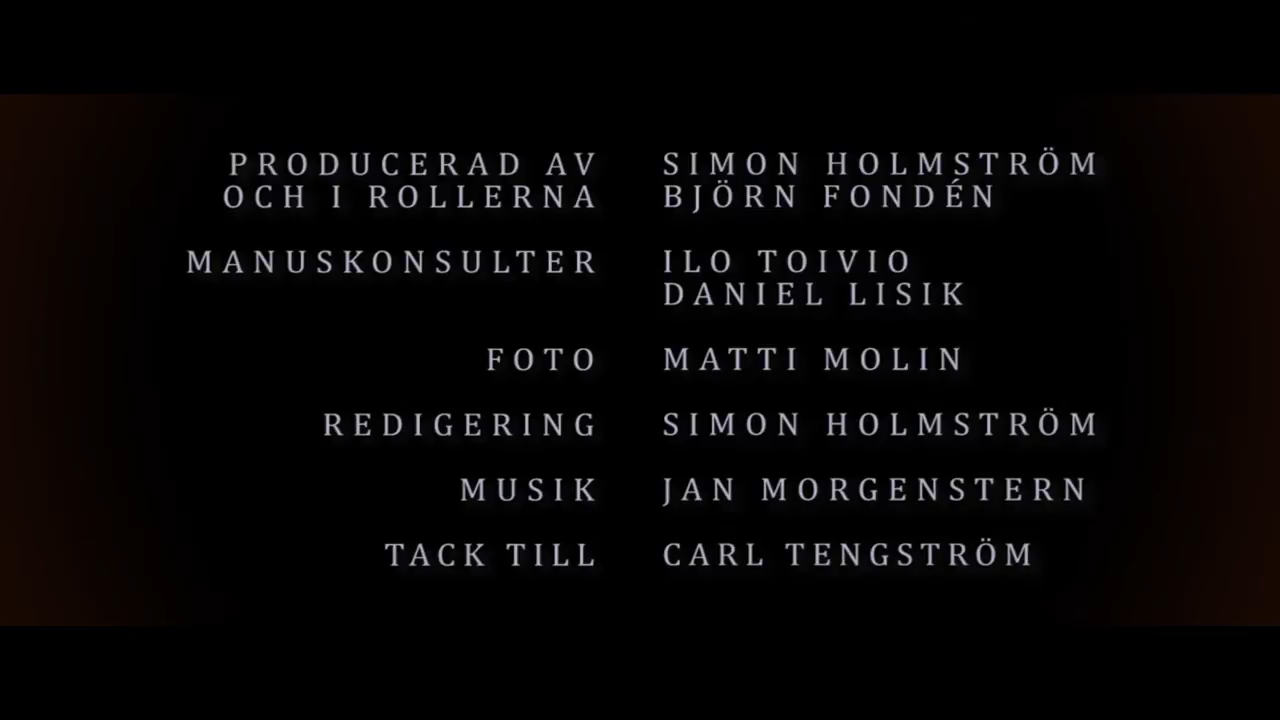 PRODUCERAD AV SIMON HOLMSTRÖM
OCH I ROLLERNA BJÖRN FONDÉN
MANUSKONSULTER ILO TOIVIO
DANIEL LISIK
FOTO MATTI MOLIN
REDIGERING SIMON HOLMSTRÖM
MUSIK JAN MORGENSTERN
TACK TILL CARL TENGSTRÖM